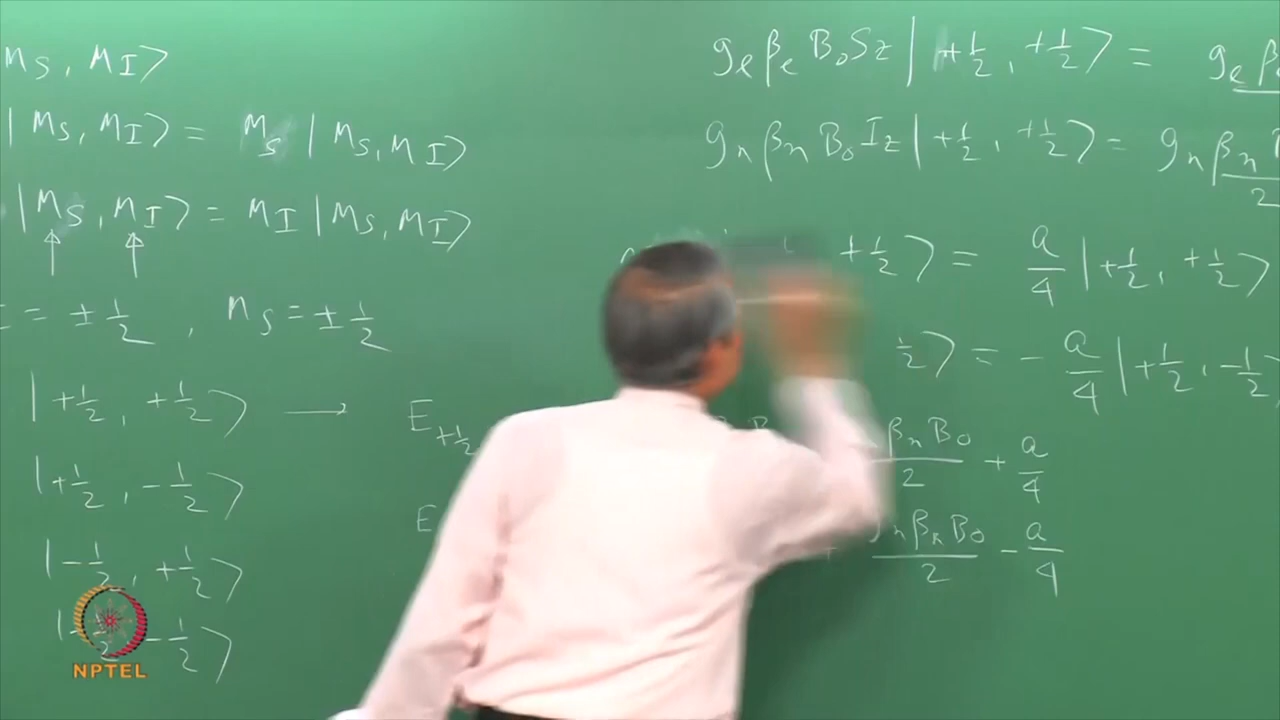 mS, mI⟩
| mS, mI⟩ = mS | mS, mI⟩
| mS, mI⟩ = mI | mS, mI⟩
= ± 1/2 , mS = ± 1/2
| +1/2, +1/2⟩ → E+1/2
| +1/2, -1/2⟩ E
| -1/2, +1/2⟩
-1/2⟩
ge βe B0 Sz | +1/2, +1/2⟩ = ge
gn βn B0 Iz | +1/2, +1/2⟩ = gn βn
+1/2⟩ = a/4 | +1/2, +1/2⟩
1/2⟩ = - a/4 | +1/2, -1/2⟩
βn B0/2 + a/4
+ gn βn B0/2 - a/4
NPTEL